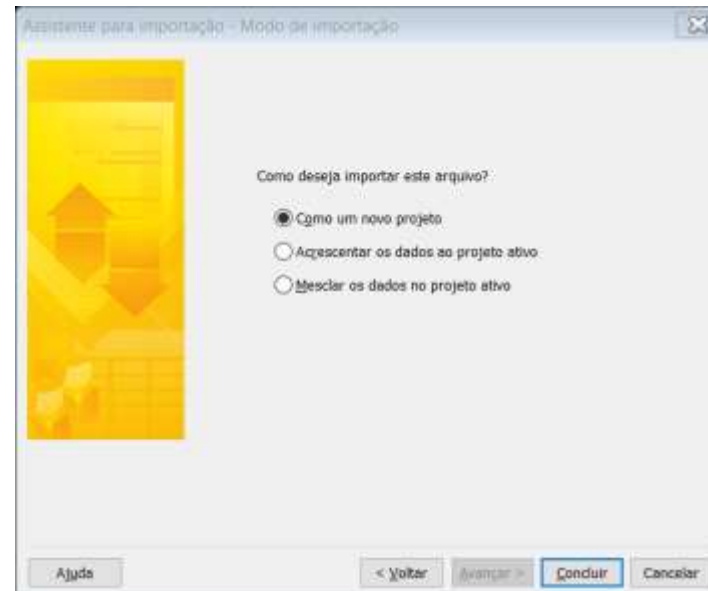 Assistente para importação - Modo de importação
Como deseja importar este arquivo?
Como um novo projeto
Acrescentar os dados ao projeto ativo
Mesclar os dados no projeto ativo
Ajuda
< Voltar
Avançar >
Concluir
Cancelar